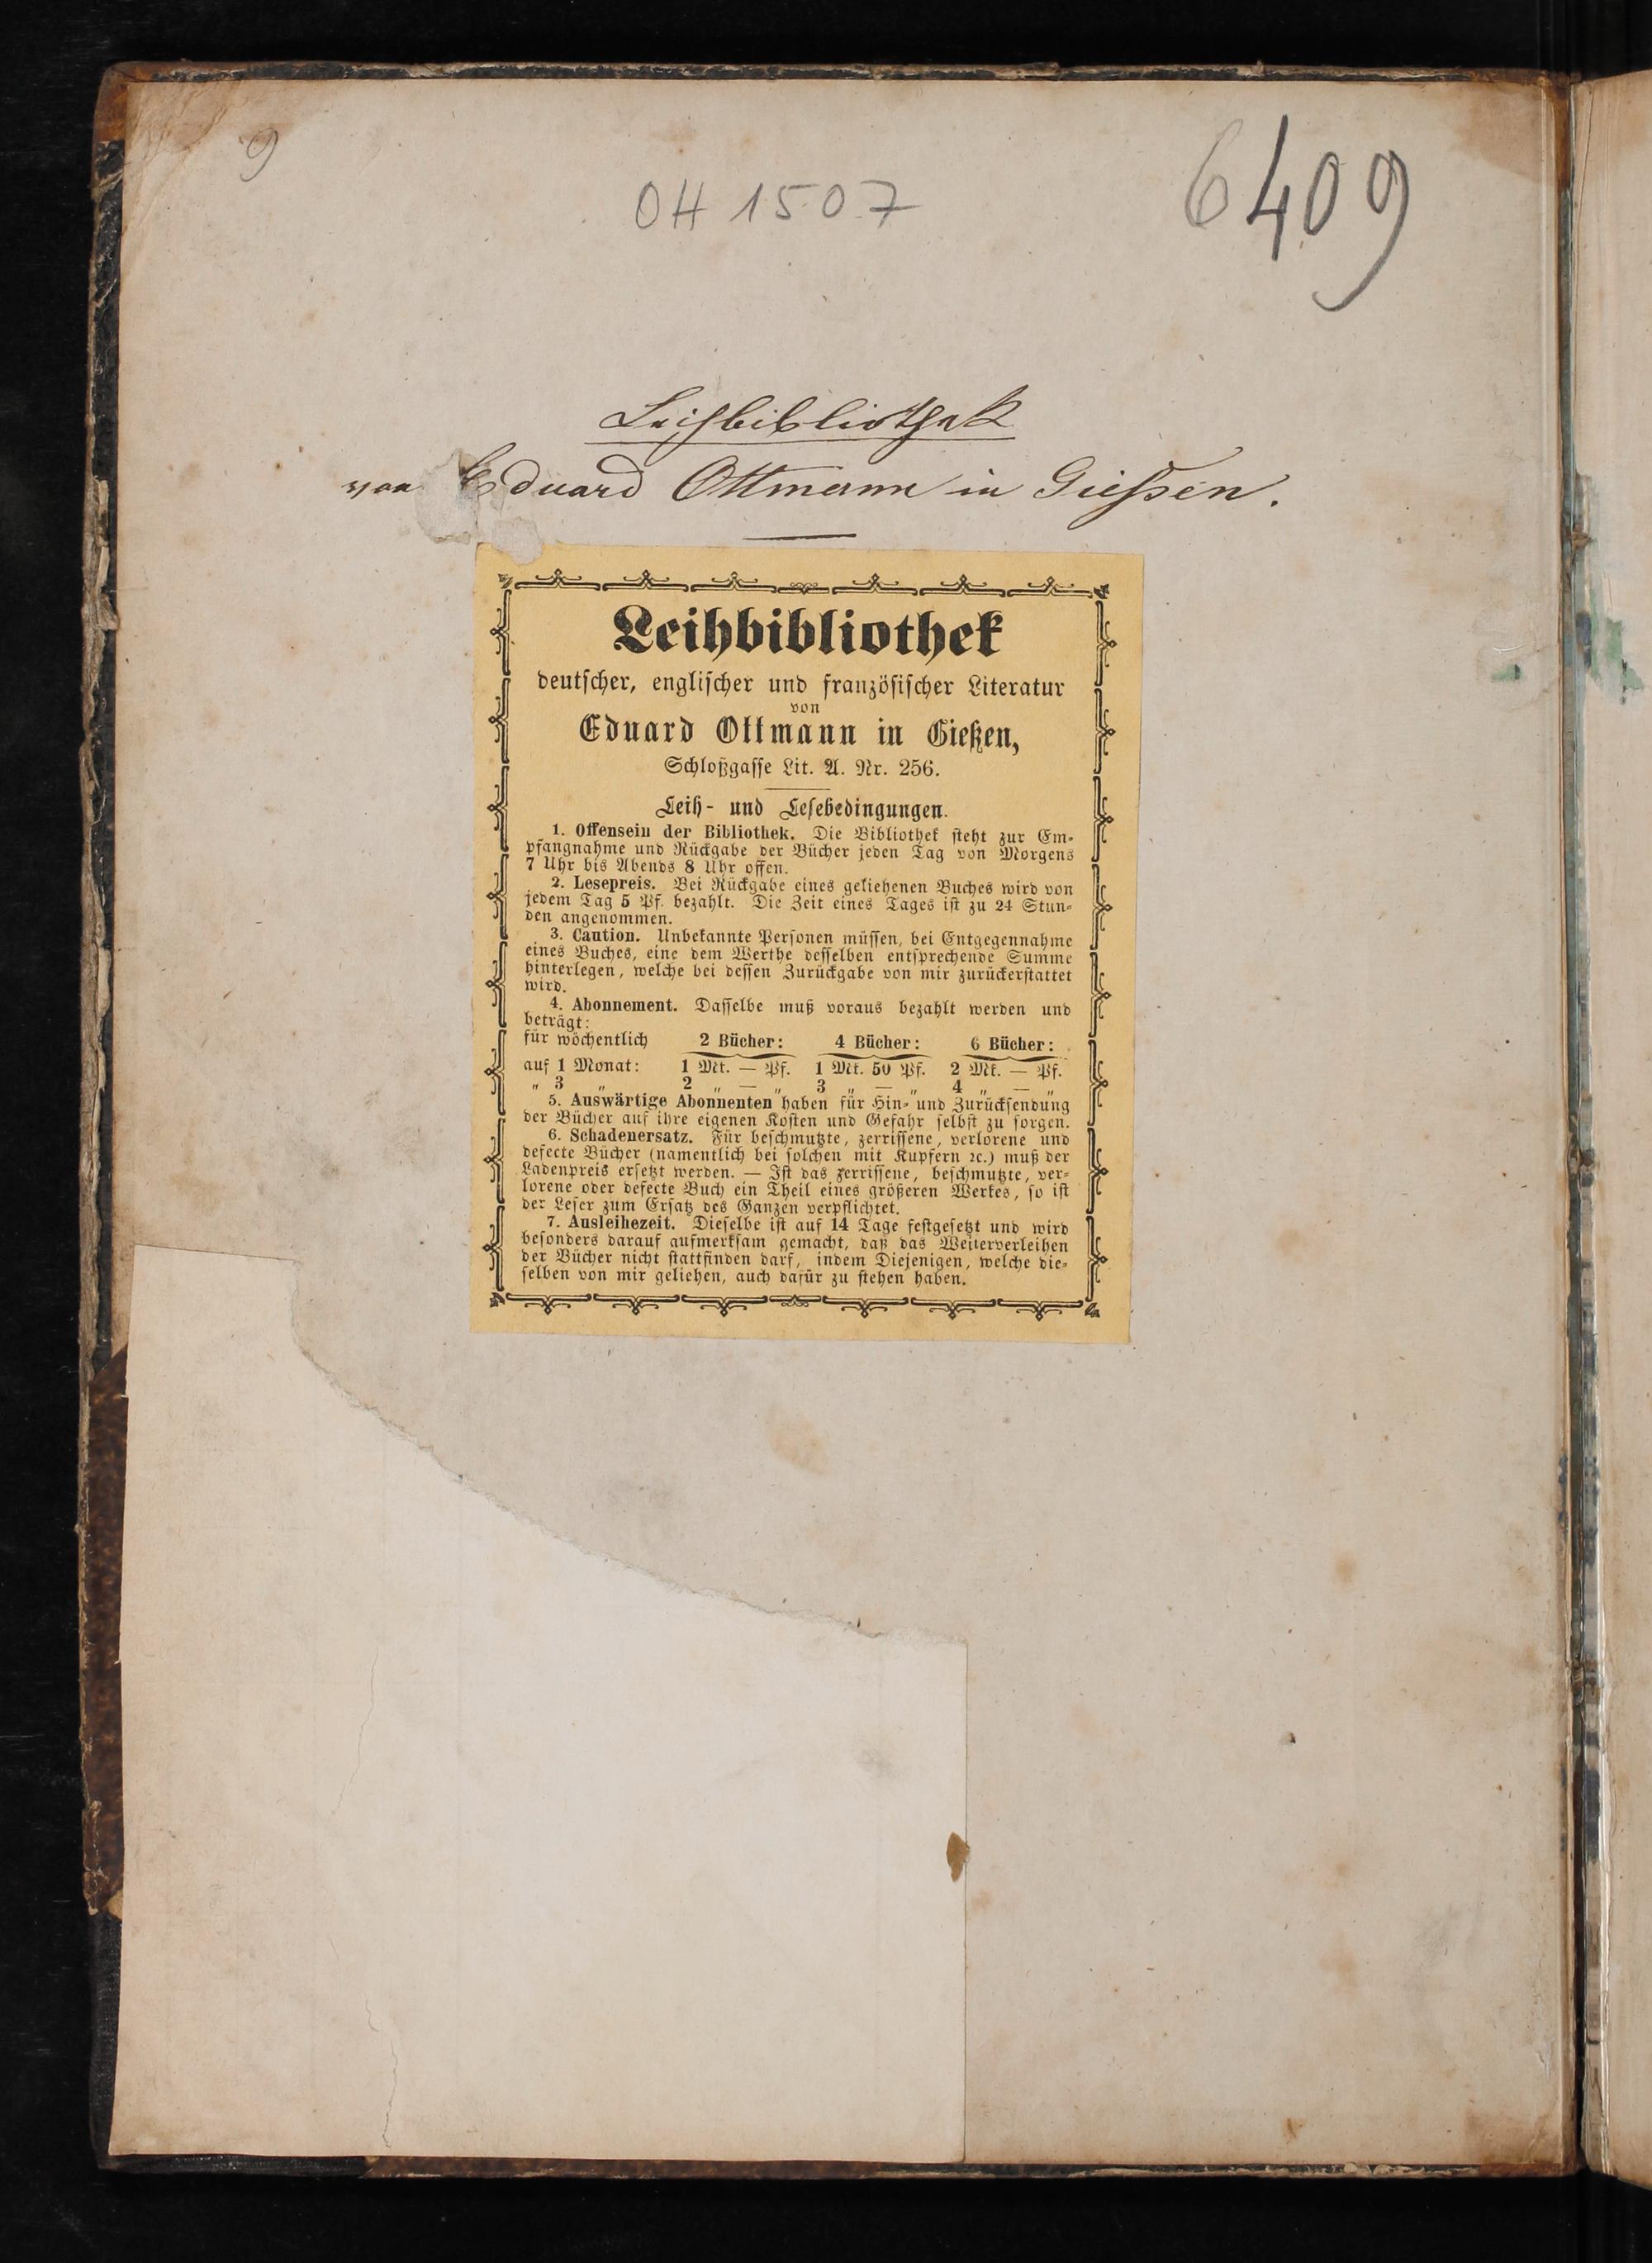 9
OH 1507
6409
Leihbibliothek
von Eduard Ottmann in Giessen.
Leihbibliothek
deutſcher, engliſcher und franzöſiſcher Literatur
von
Eduard Ottmann in Gießen,
Schloßgaſſe Lit. A. Nr. 256.
Leih- und Leſebedingungen.
1. Offensein der Bibliothek. Die Bibliothek ſteht zur Em-
pfangnahme und Rückgabe der Bücher jeden Tag von Morgens
7 Uhr bis Abends 8 Uhr offen.
2. Lesepreis. Bei Rückgabe eines geliehenen Buches wird von
jedem Tag 5 Pf. bezahlt. Die Zeit eines Tages iſt zu 24 Stun-
den angenommen.
3. Caution. Unbekannte Perſonen müſſen, bei Entgegennahme
eines Buches, eine dem Werthe deſſelben entſprechende Summe
hinterlegen, welche bei deſſen Zurückgabe von mir zurückerſtattet
wird.
4. Abonnement. Daſſelbe muß voraus bezahlt werden und
beträgt:
für wöchentlich 2 Bücher: 4 Bücher: 6 Bücher:
auf 1 Monat: 1 Mk. — Pf. 1 Mk. 50 Pf. 2 Mk. — Pf.
„ 3 „ 2 „ — „ 3 „ — „ 4 „ — „
5. Auswärtige Abonnenten haben für Hin- und Zurückſendung
der Bücher auf ihre eigenen Koſten und Gefahr ſelbſt zu ſorgen.
6. Schadenersatz. Für beſchmutzte, zerriſſene, verlorene und
defecte Bücher (namentlich bei ſolchen mit Kupfern ꝛc.) muß der
Ladenpreis erſetzt werden. — Iſt das zerriſſene, beſchmutzte, ver-
lorene oder defecte Buch ein Theil eines größeren Werkes, ſo iſt
der Leſer zum Erſatz des Ganzen verpflichtet.
7. Ausleihezeit. Dieſelbe iſt auf 14 Tage feſtgeſetzt und wird
beſonders darauf aufmerkſam gemacht, daß das Weiterverleihen
der Bücher nicht ſtattfinden darf, indem Diejenigen, welche die-
ſelben von mir geliehen, auch dafür zu ſtehen haben.